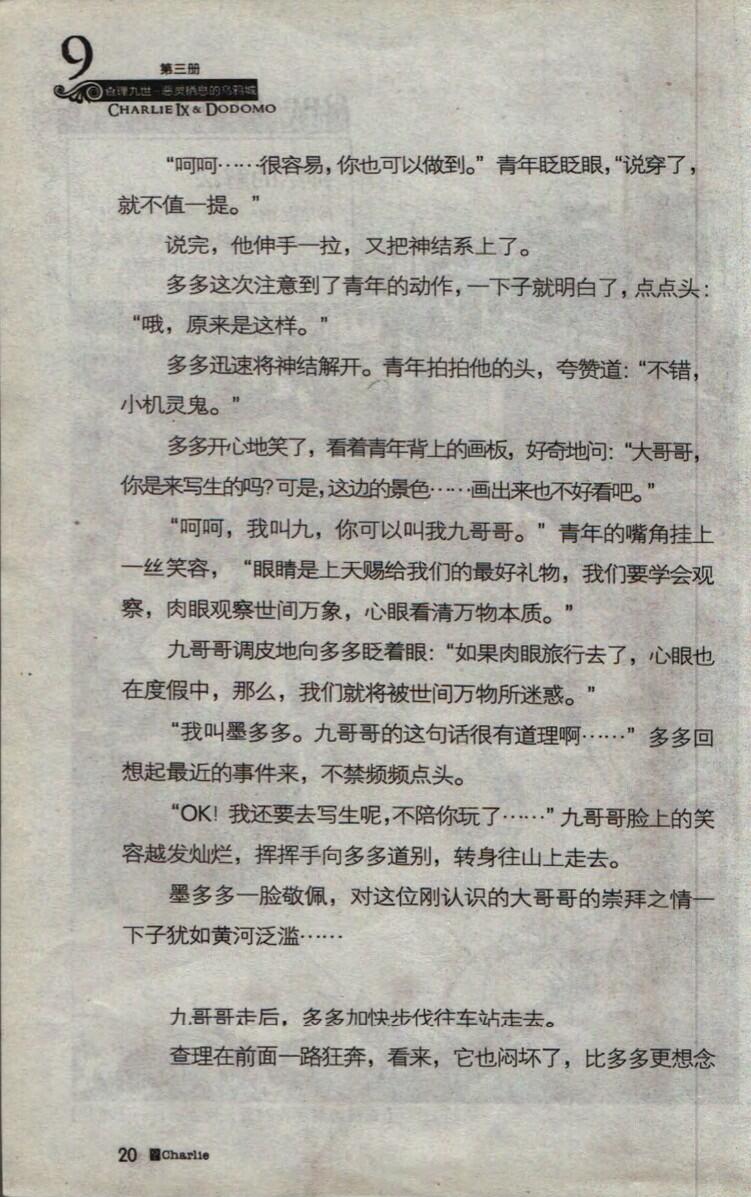 9
第三册
查理九世·恶灵栖息的乌鸦城
CHARLIE IX & DODOMO
“呵呵……很容易，你也可以做到。”青年眨眨眼，“说穿了，
就不值一提。”
说完，他伸手一拉，又把神结系上了。
多多这次注意到了青年的动作，一下子就明白了，点点头：
“哦，原来是这样。”
多多迅速将神结解开。青年拍拍他的头，夸赞道：“不错，
小机灵鬼。”
多多开心地笑了，看着青年背上的画板，好奇地问：“大哥哥，
你是来写生的吗？可是，这边的景色……画出来也不好看吧。”
“呵呵，我叫九，你可以叫我九哥哥。”青年的嘴角挂上
一丝笑容，“眼睛是上天赐给我们的最好礼物，我们要学会观
察，肉眼观察世间万象，心眼看清万物本质。”
九哥哥调皮地向多多眨着眼：“如果肉眼旅行去了，心眼也
在度假中，那么，我们就将被世间万物所迷惑。”
“我叫墨多多。九哥哥的这句话很有道理啊……”多多回
想起最近的事件来，不禁频频点头。
“OK！我还要去写生呢，不陪你玩了……”九哥哥脸上的笑
容越发灿烂，挥挥手向多多道别，转身往山上走去。
墨多多一脸敬佩，对这位刚认识的大哥哥的崇拜之情一
下子犹如黄河泛滥……
九哥哥走后，多多加快步伐往车站走去。
查理在前面一路狂奔，看来，它也闷坏了，比多多更想念
20 Charlie